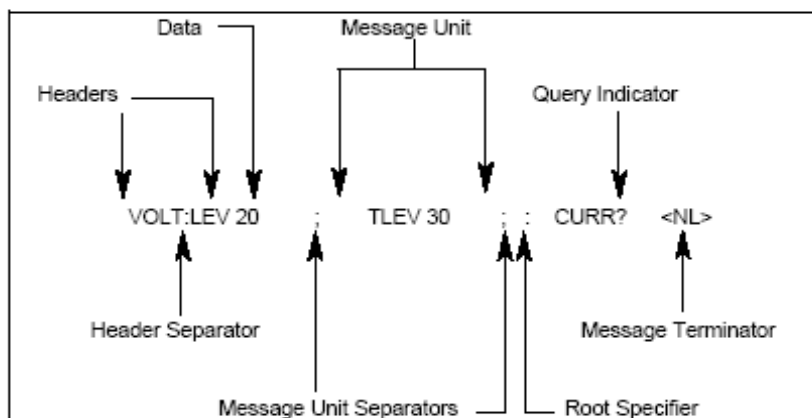 Data Message Unit
Headers Query Indicator
VOLT:LEV 20 ; TLEV 30 ; : CURR? <NL>
Header Separator Message Terminator
Message Unit Separators Root Specifier